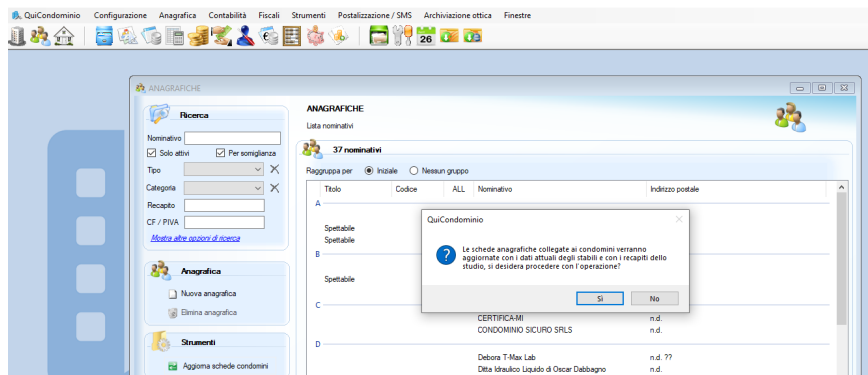 QuiCondominio Configurazione Anagrafica Contabilità Fiscali Strumenti Postalizzazione / SMS Archiviazione ottica Finestre
26
ANAGRAFICHE
Ricerca
Nominativo
Solo attivi Per somiglianza
Tipo
Categoria
Recapito
CF / PIVA
Mostra altre opzioni di ricerca
Anagrafica
Nuova anagrafica
Elimina anagrafica
Strumenti
Aggiorna schede condomini
ANAGRAFICHE
Lista nominativi
37 nominativi
Raggruppa per Iniziale Nessun gruppo
Titolo Codice ALL Nominativo Indirizzo postale
A
Spettabile
Spettabile
B
Spettabile
C
CERTIFICA-MI n.d.
CONDOMINIO SICURO SRLS n.d.
D
Debora T-Max Lab n.d. ??
Ditta Idraulico Liquido di Oscar Dabbagno n.d.
QuiCondominio
Le schede anagrafiche collegate ai condomini verranno
aggiornate con i dati attuali degli stabili e con i recapiti dello
studio, si desidera procedere con l'operazione?
Sì No